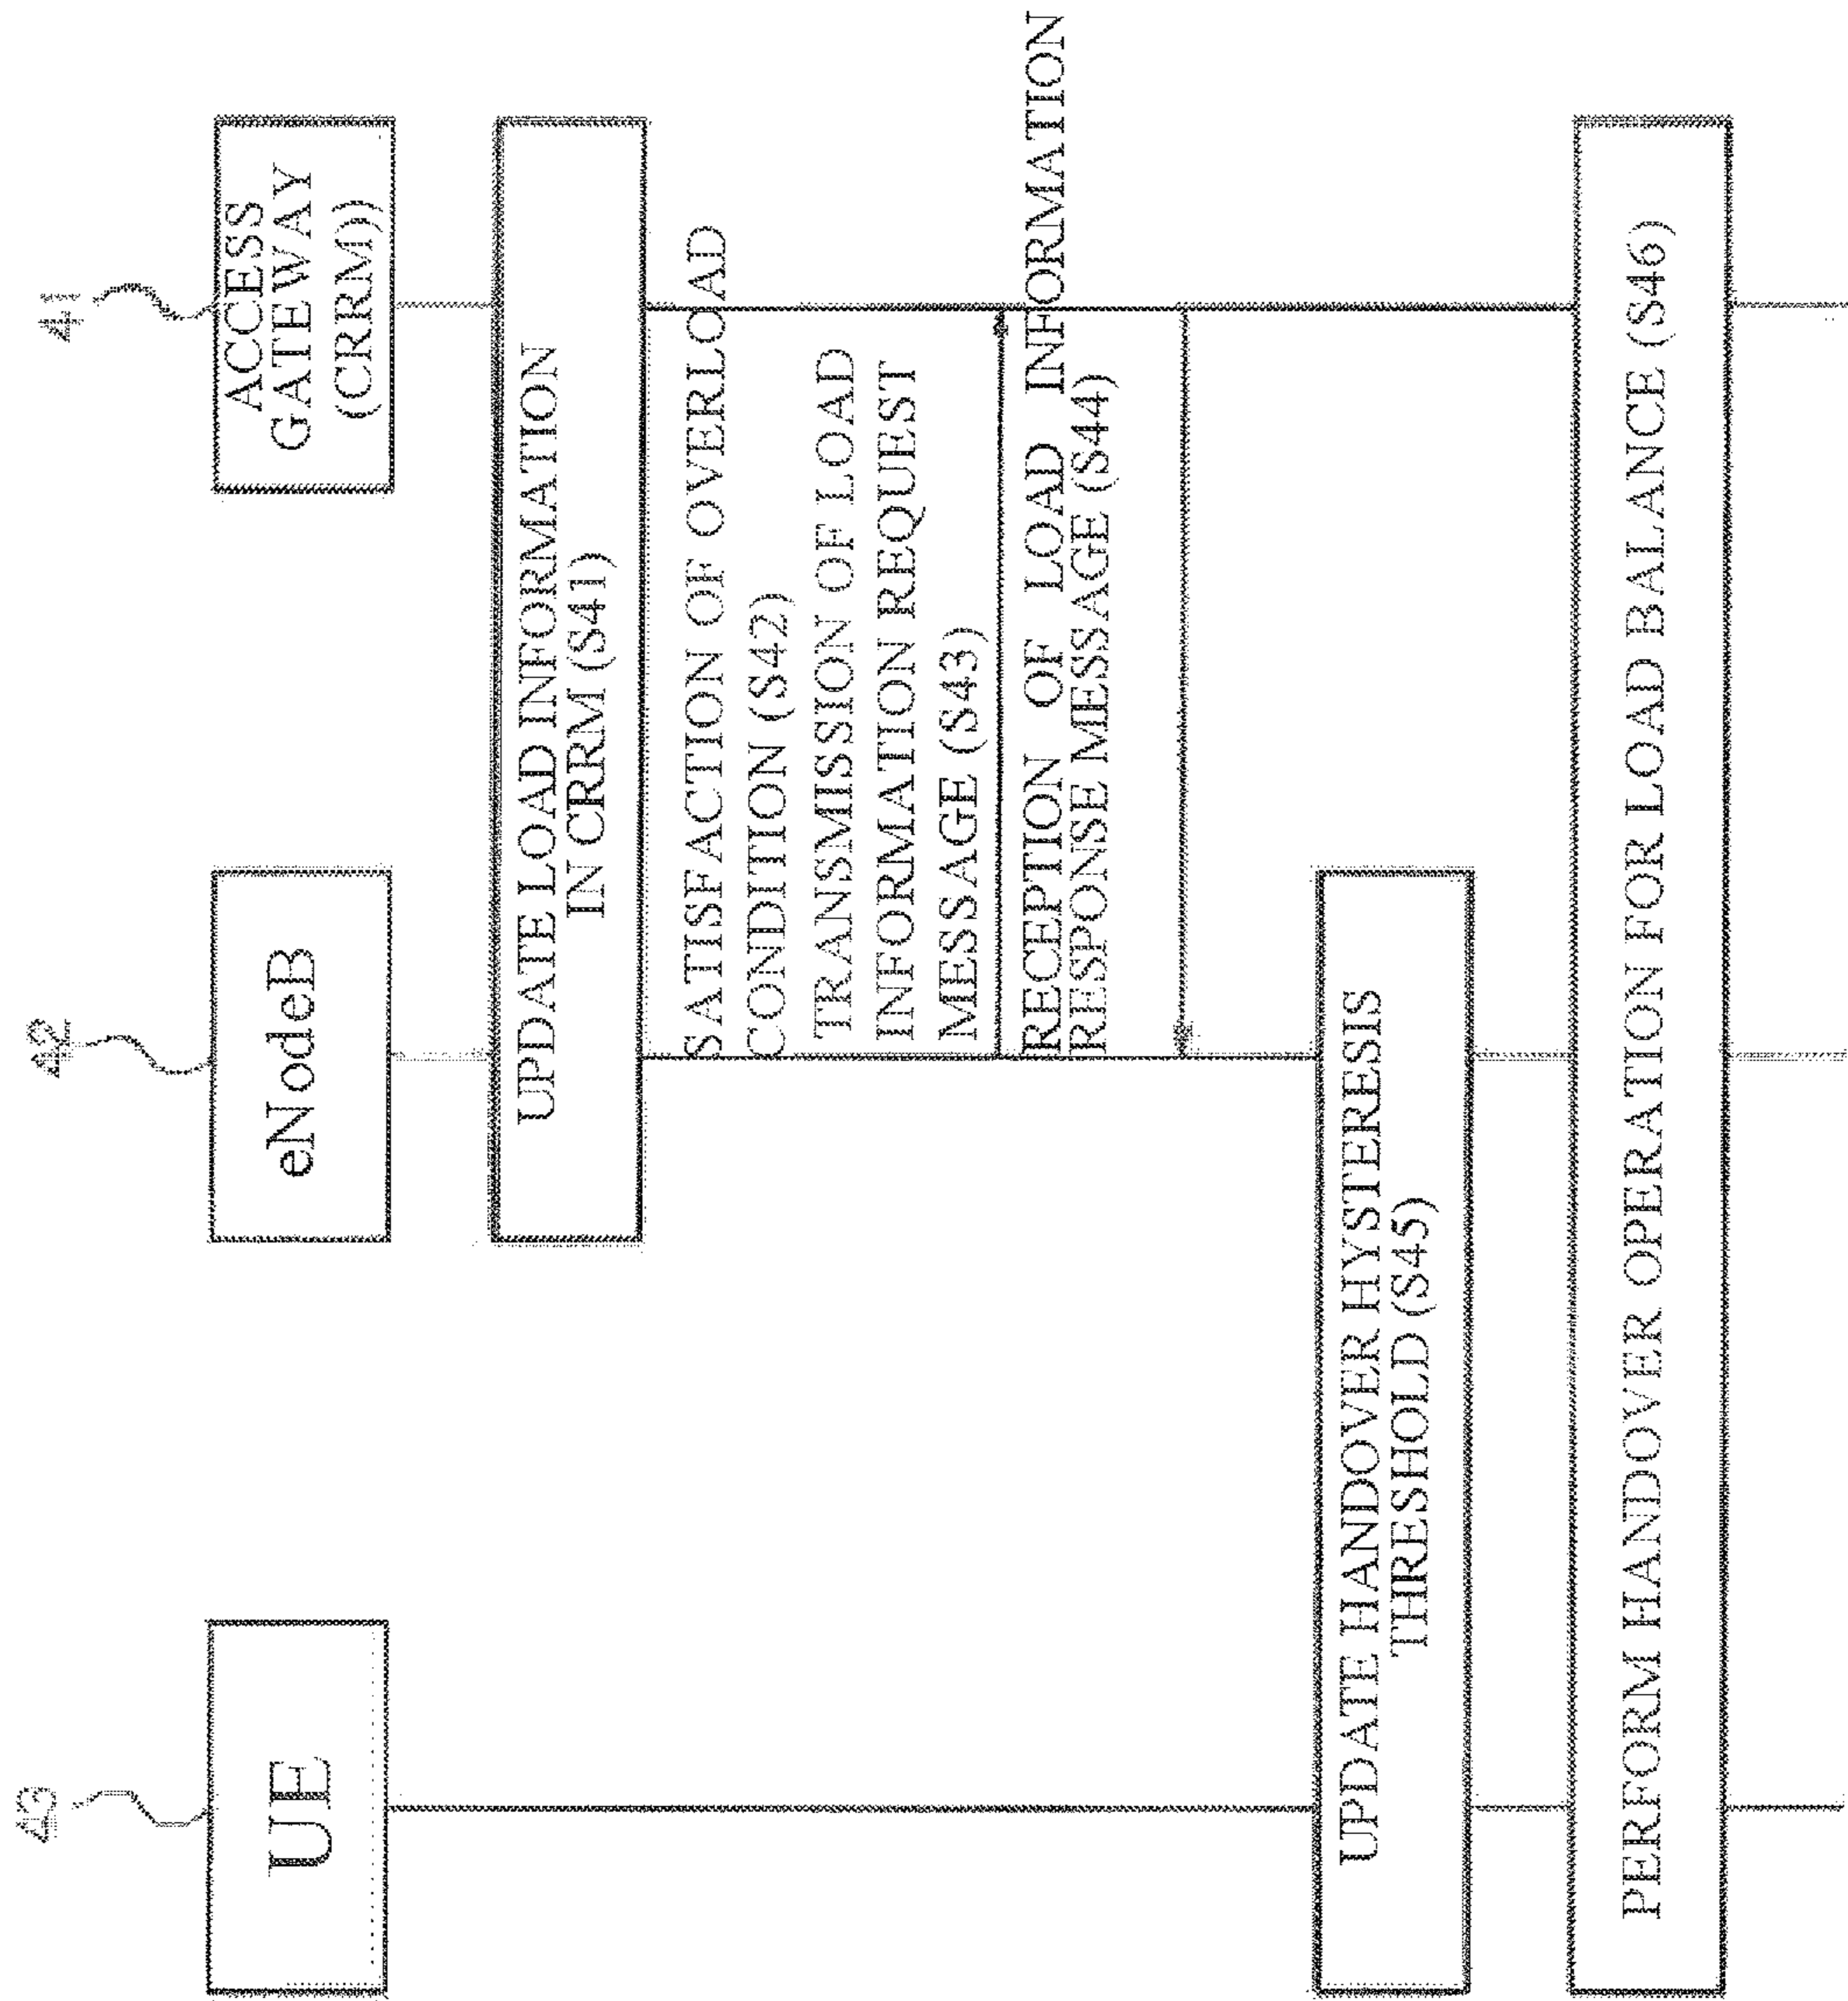 43
42
41
UE
eNodeB
ACCESS
GATEWAY
(CRRM))
UPDATE LOAD INFORMATION
IN CRRM (S41)
SATISFACTION OF OVERLOAD
CONDITION (S42)
TRANSMISSION OF LOAD
INFORMATION REQUEST
MESSAGE (S43)
RECEPTION OF LOAD INFORMATION
RESPONSE MESSAGE (S44)
UPDATE HANDOVER HYSTERESIS
THRESHOLD (S45)
PERFORM HANDOVER OPERATION FOR LOAD BALANCE (S46)